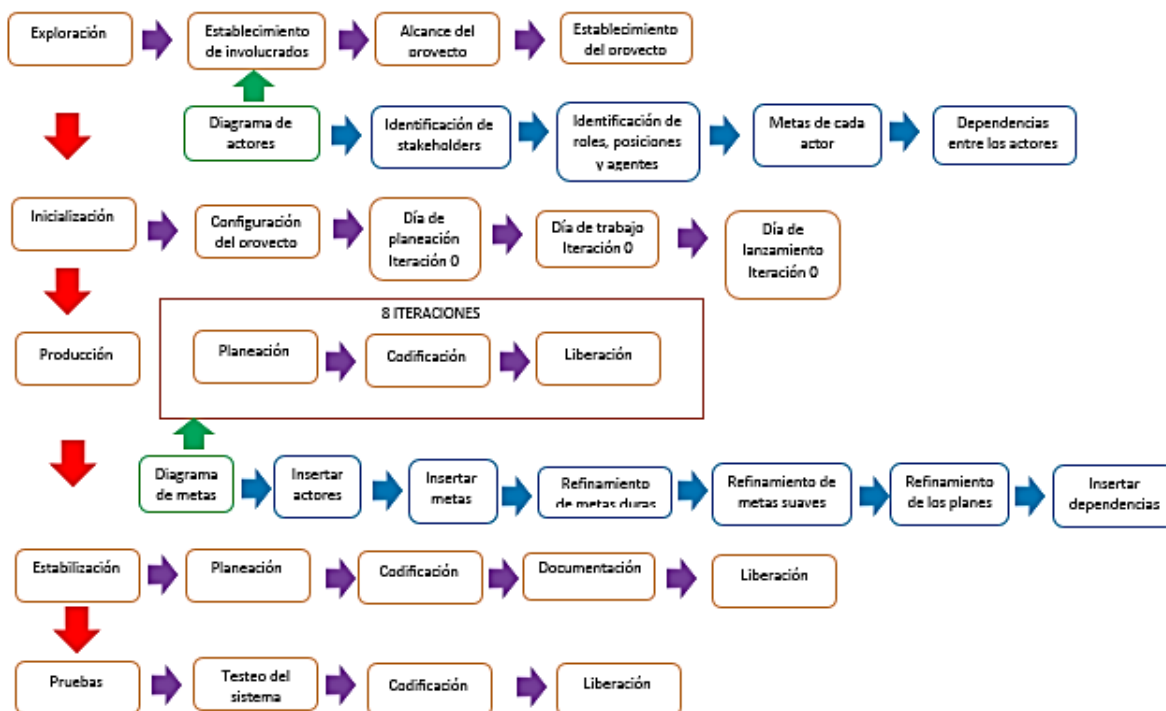 Exploración
Establecimiento
de involucrados
Alcance del
proyecto
Establecimiento
del proyecto
Diagrama de
actores
Identificación de
stakeholders
Identificación de
roles, posiciones
y agentes
Metas de cada
actor
Dependencias
entre los actores
Inicialización
Configuración
del proyecto
Día de
planeación
Iteración 0
Día de trabajo
Iteración 0
Día de
lanzamiento
Iteración 0
8 ITERACIONES
Producción
Planeación
Codificación
Liberación
Diagrama
de metas
Insertar
actores
Insertar
metas
Refinamiento
de metas duras
Refinamiento de
metas suaves
Refinamiento
de los planes
Insertar
dependencias
Estabilización
Planeación
Codificación
Documentación
Liberación
Pruebas
Testeo del
sistema
Codificación
Liberación